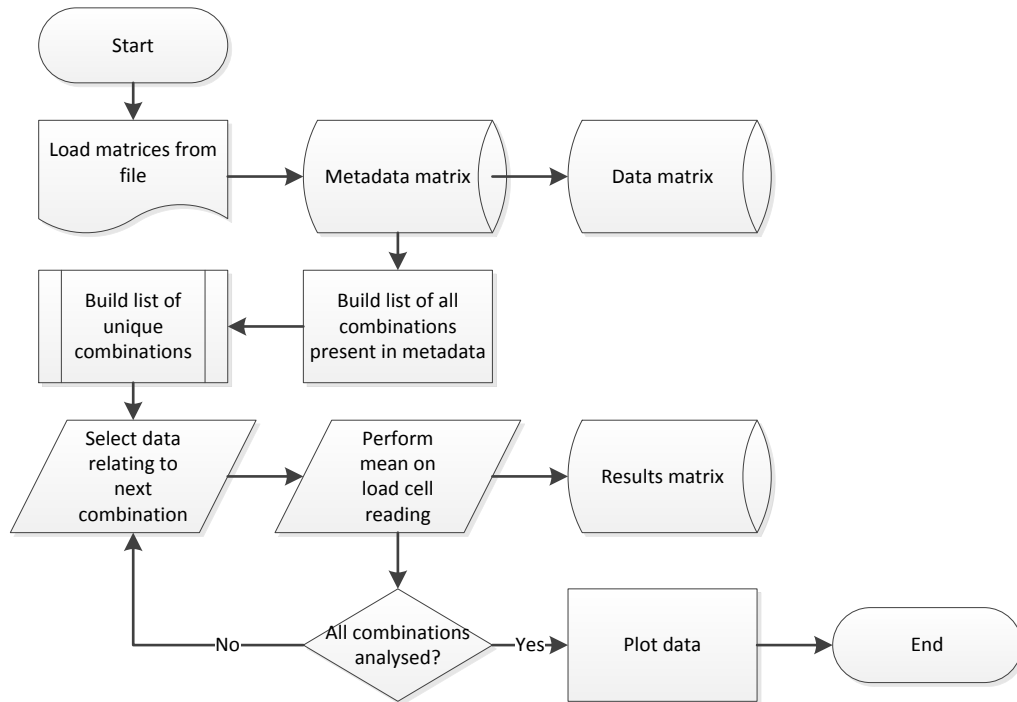 Start
Load matrices from
file
Metadada matrix
Data matrix
Build list of
unique
combinations
Build list of all
combinations
present in metadata
Select data
relating to
next
combination
Perform
mean on
load cell
reading
Results matrix
No
All combinations
analysed?
Yes
Plot data
End